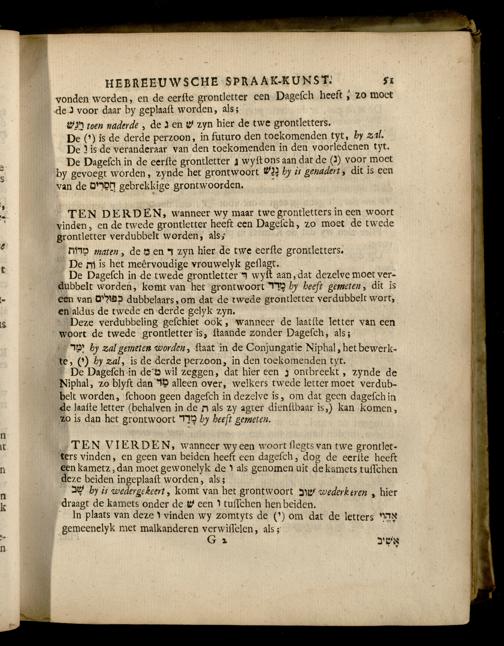 HEBREEUWSCHE SPRAAK-KUNST. 51
vonden worden, en de eerſte grontletter een Dageſch heeft, zo moet
de נ voor daar by geplaaſt worden, als;
וַיִּגַּשׁ toen naderde, de ג en ש zyn hier de twe grontletters.
De (י) is de derde perzoon, in futuro den toekomenden tyt, by zal.
De וַ is de veranderaar van den toekomenden in den voorledenen tyt.
De Dageſch in de eerſte grontletter ג wyſt ons aan dat de (נ) voor moet
by gevoegt worden, zynde het grontwoort נָגַשׁ hy is genadert, dit is een
van de חֲסֵרִים gebrekkige grontwoorden.
TEN DERDEN, wanneer wy maar twe grontletters in een woort
vinden, en de twede grontletter heeft een Dageſch, zo moet de twede
grontletter verdubbelt worden, als;
מִדּוֹת maten, de מ en ד zyn hier de twe eerſte grontletters.
De וֹת is het meêrvoudige vrouwelyk geſlagt.
De Dageſch in de twede grontletter ד wyſt aan, dat dezelve moet ver-
dubbelt worden, komt van het grontwoort מָדַד hy heeft gemeten, dit is
een van כְּפוּלִים dubbelaars, om dat de twede grontletter verdubbelt wort,
en aldus de twede en derde gelyk zyn.
Deze verdubbeling geſchiet ook, wanneer de laatſte letter van een
woort de twede grontletter is, ſtaande zonder Dageſch, als;
יִמַּד hy zal gemeten worden, ſtaat in de Conjungatie Niphal, het bewerk-
te, (י) hy zal, is de derde perzoon, in den toekomenden tyt.
De Dageſch in de מ wil zeggen, dat hier een נ ontbreekt, zynde de
Niphal, zo blyſt dan מַד alleen over, welkers twede letter moet verdub-
belt worden, ſchoon geen dageſch in dezelve is, om dat geen dageſch in
de laaſte letter (behalven in de ת als zy agter dienſtbaar is,) kan komen,
zo is dan het grontwoort מָדַד hy heeft gemeten.
TEN VIERDEN, wanneer wy een woort ſlegts van twe grontlet-
ters vinden, en geen van beiden heeft een dageſch, dog de eerſte heeft
een kametz, dan moet gewonelyk de ו als genomen uit de kamets tuſſchen
deze beiden ingeplaaſt worden, als;
שָׁב hy is wedergekeert, komt van het grontwoort שוב wederkeren, hier
draagt de kamets onder de ש een ו tuſſchen hen beiden.
In plaats van deze ו vinden wy zomtyts de (י) om dat de letters אֶהְוִי
gemeenelyk met malkanderen verwiſſelen, als;
G 2 אָשִׁיב